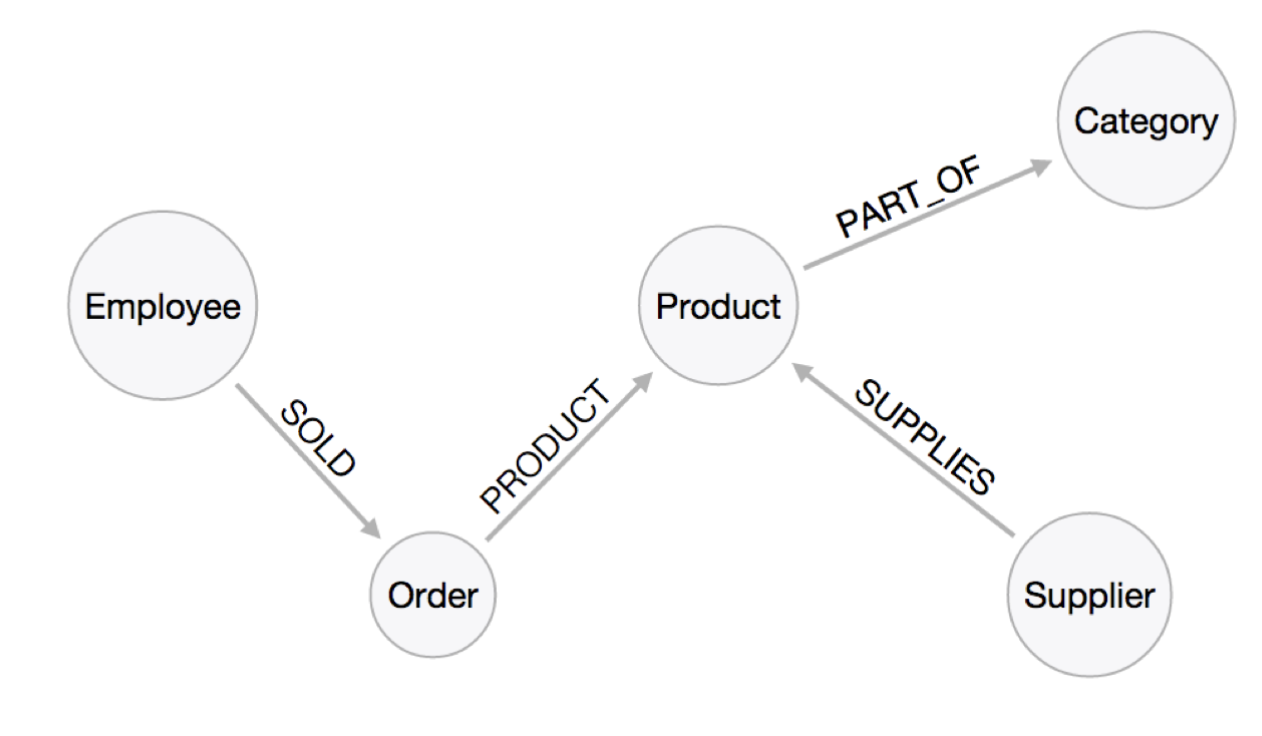 Category
PART_OF
Employee
Product
SOLD
PRODUCT
SUPPLIES
Order
Supplier